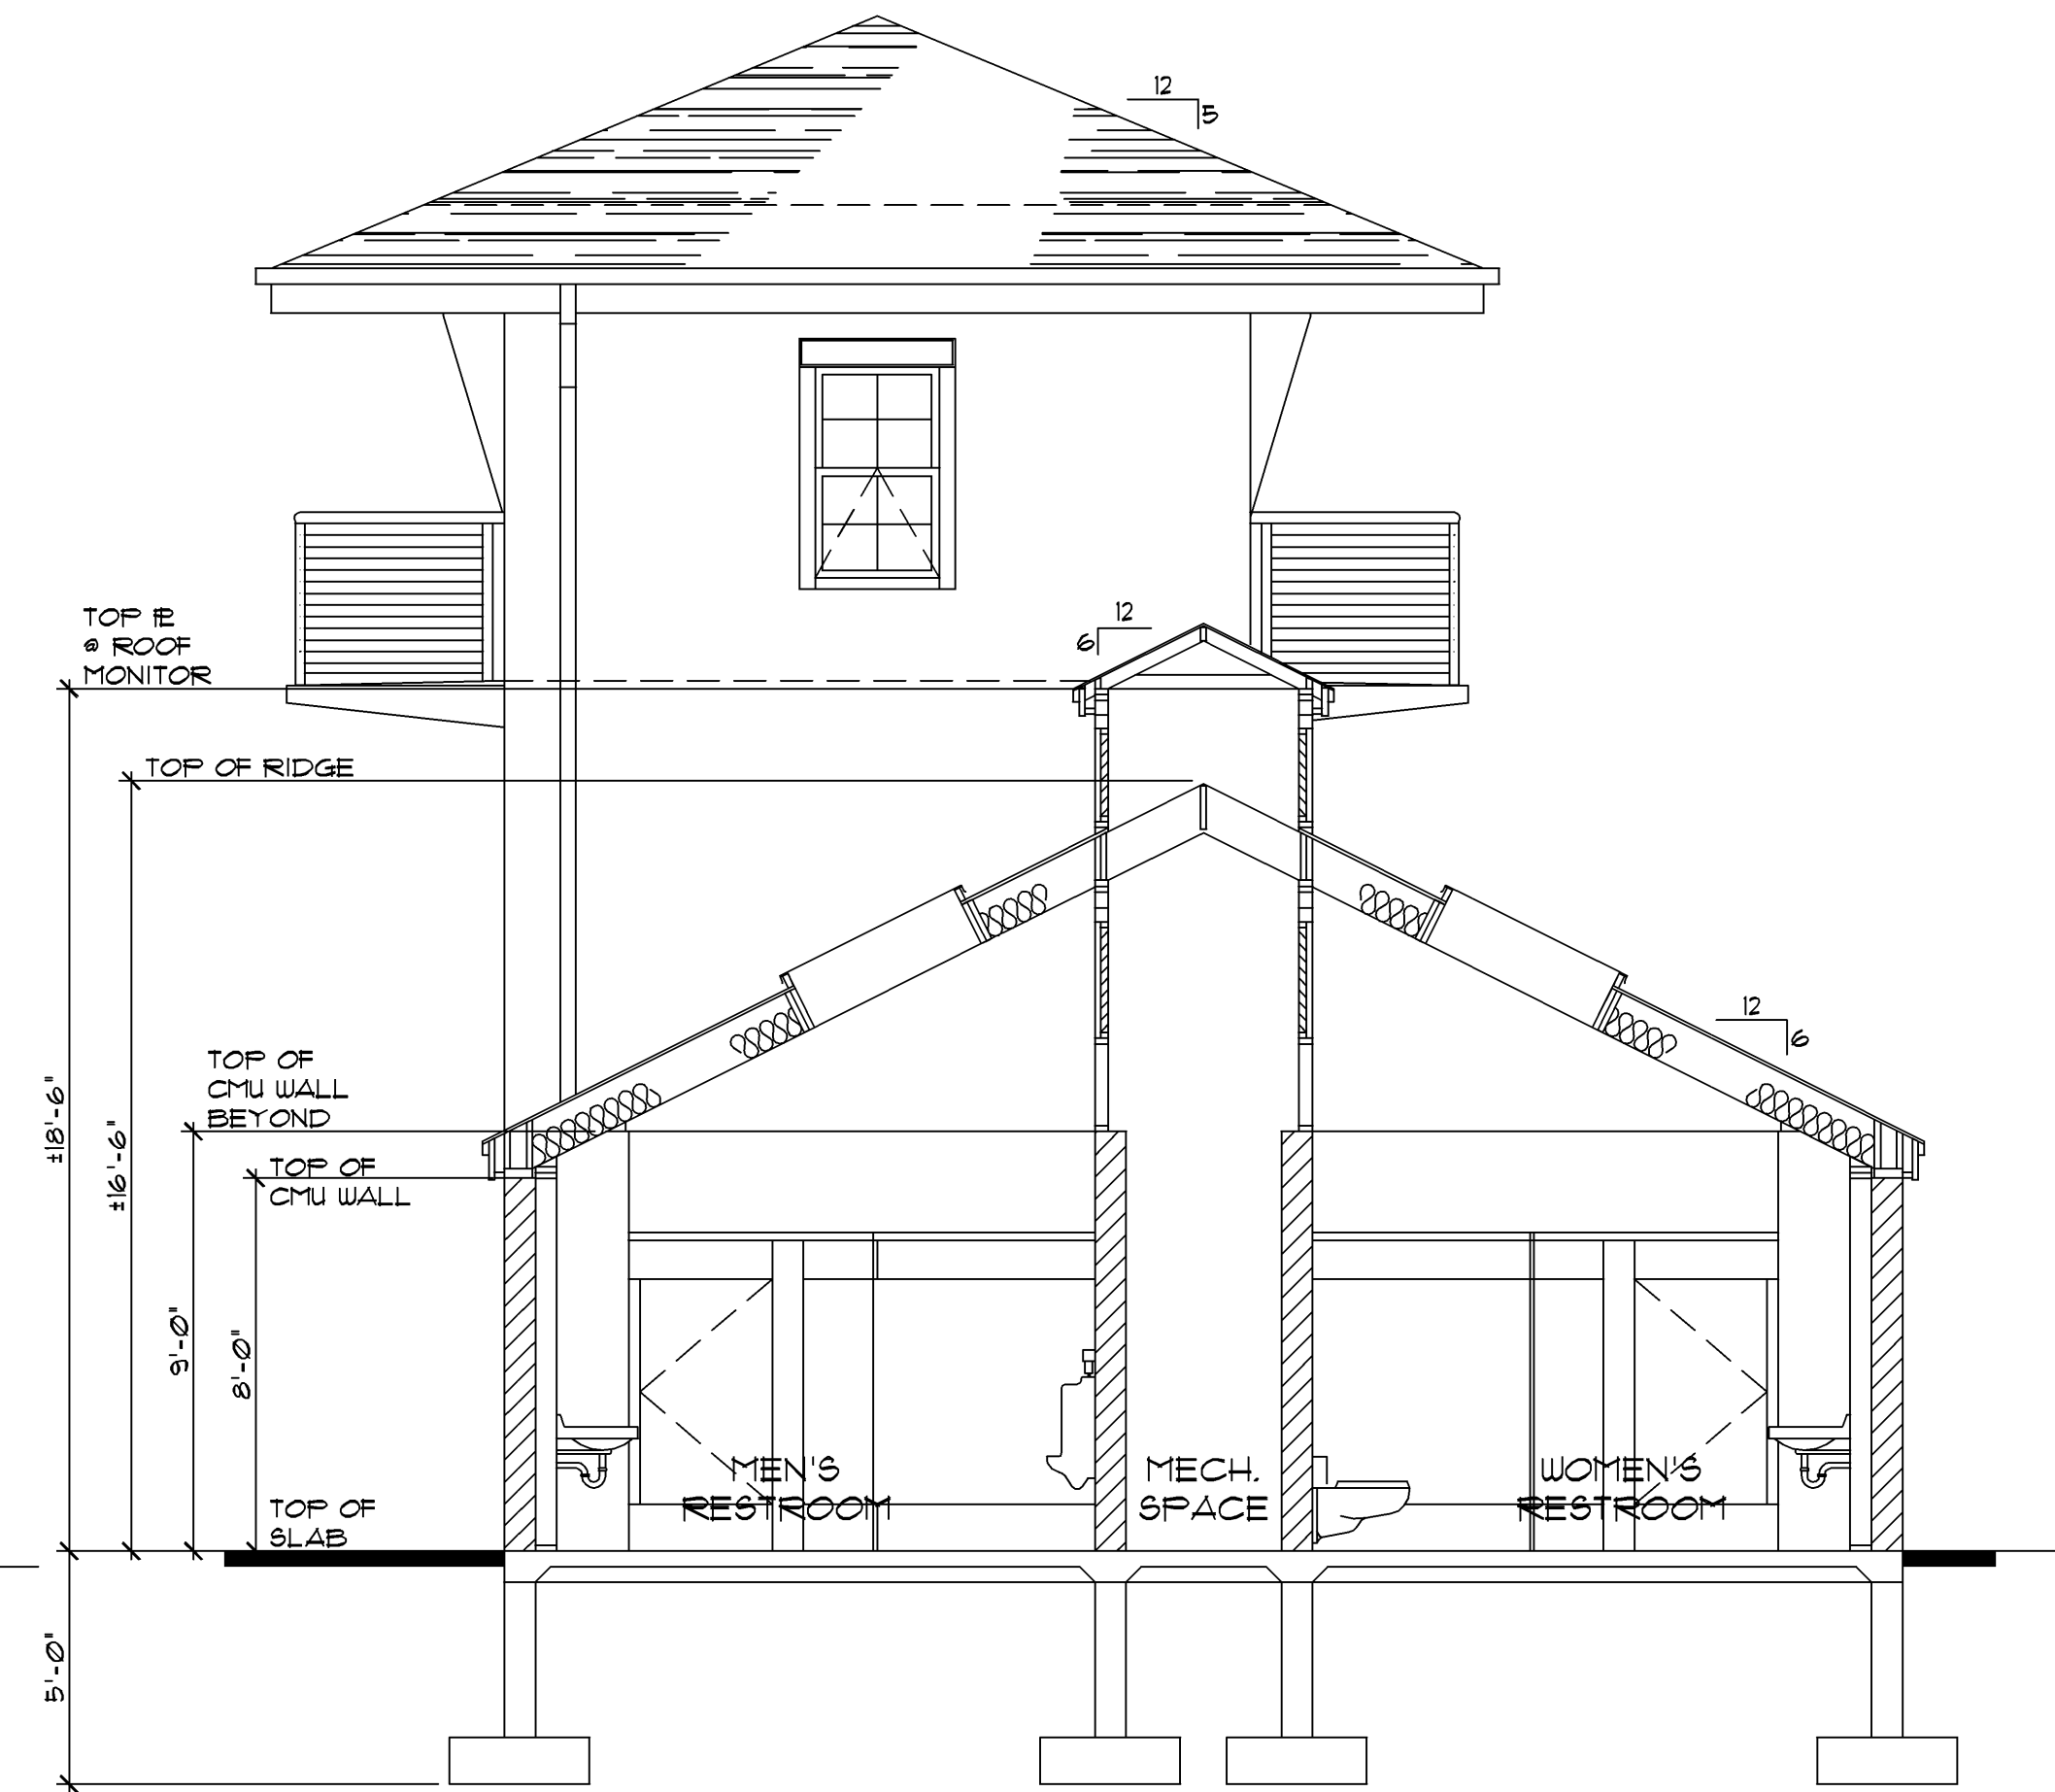 12
5
12
6
TOP PL
@ ROOF
MONITOR
TOP OF RIDGE
12
6
TOP OF
CMU WALL
BEYOND
TOP OF
CMU WALL
±18'-6"
±16'-6"
9'-0"
8'-0"
MEN'S
RESTROOM
MECH.
SPACE
WOMEN'S
RESTROOM
TOP OF
SLAB
5'-0"